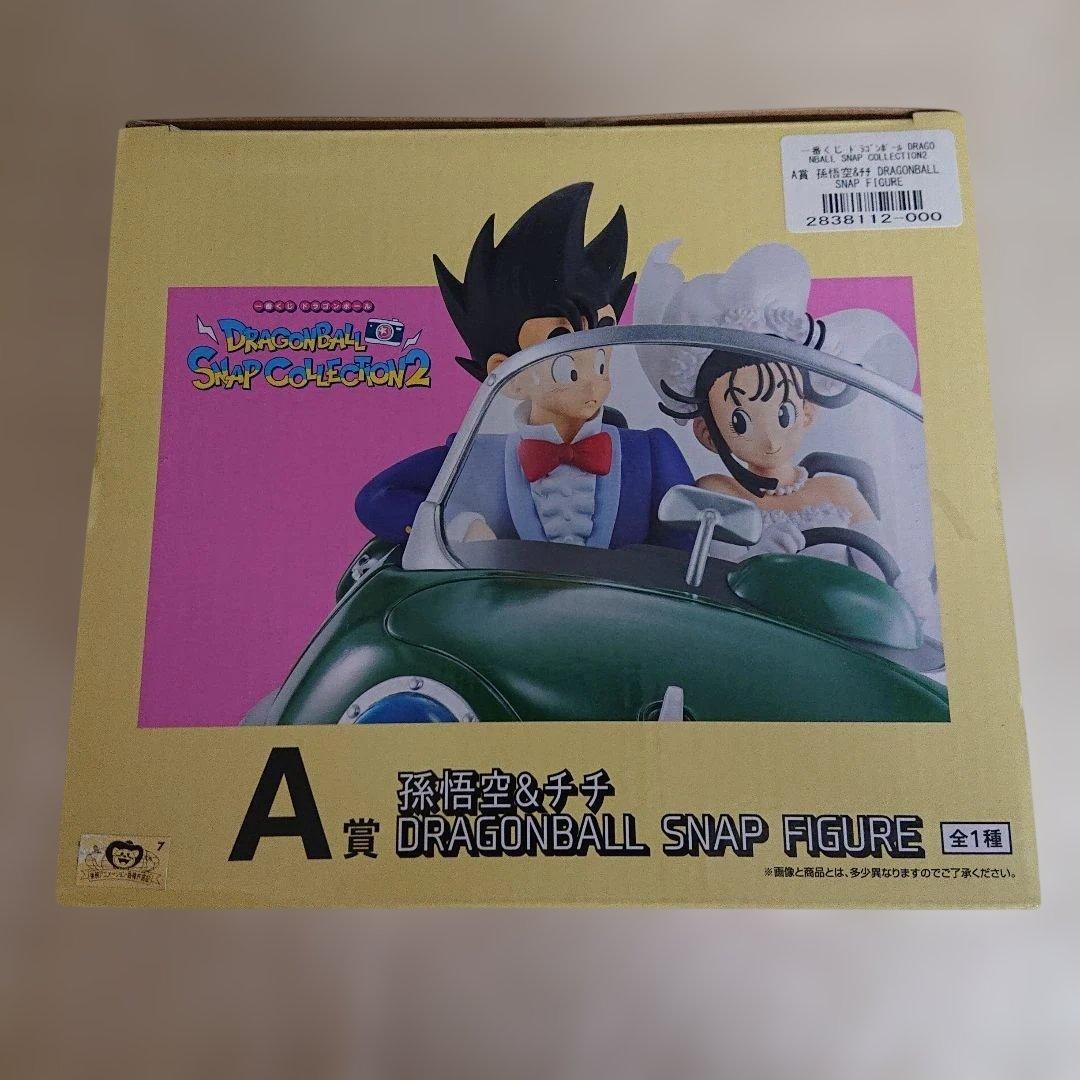 一番くじ ﾄﾞﾗｺﾞﾝﾎﾞｰﾙ DRAGO
NBALL SNAP COLLECTION2
A賞 孫悟空&ﾁﾁ DRAGONBALL
SNAP FIGURE
2838112-000
一番くじ ドラゴンボール
DRAGONBALL
SNAP COLLECTION2
A賞
孫悟空&チチ
DRAGONBALL SNAP FIGURE
全1種
※画像と商品とは、多少異なりますのでご了承ください。
7